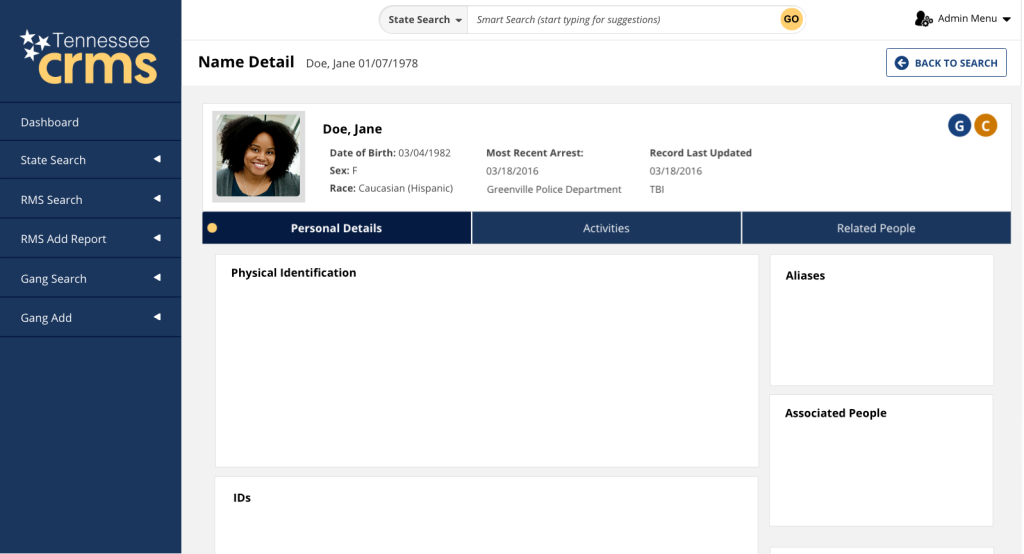 Tennessee
crms
State Search
Smart Search (start typing for suggestions)
GO
Admin Menu
Name Detail
Doe, Jane 01/07/1978
BACK TO SEARCH
Dashboard
State Search
RMS Search
RMS Add Report
Gang Search
Gang Add
Doe, Jane
G C
Date of Birth: 03/04/1982
Sex: F
Race: Caucasian (Hispanic)
Most Recent Arrest:
03/18/2016
Greenville Police Department
Record Last Updated
03/18/2016
TBI
Personal Details
Activities
Related People
Physical Identification
Aliases
Associated People
IDs